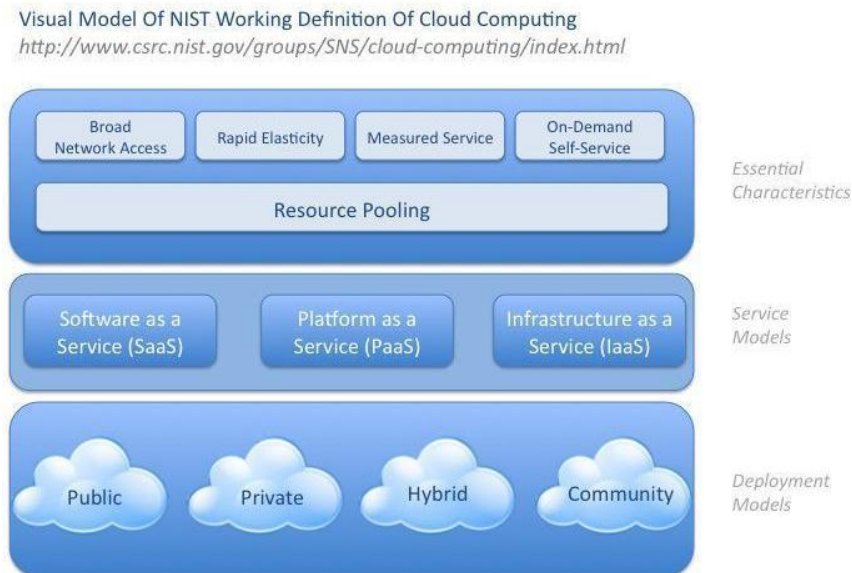 Visual Model Of NIST Working Definition Of Cloud Computing
http://www.csrc.nist.gov/groups/SNS/cloud-computing/index.html
Broad
Network Access
Rapid Elasticity
Measured Service
On-Demand
Self-Service
Resource Pooling
Essential
Characteristics
Software as a
Service (SaaS)
Platform as a
Service (PaaS)
Infrastructure as a
Service (IaaS)
Service
Models
Public
Private
Hybrid
Community
Deployment
Models